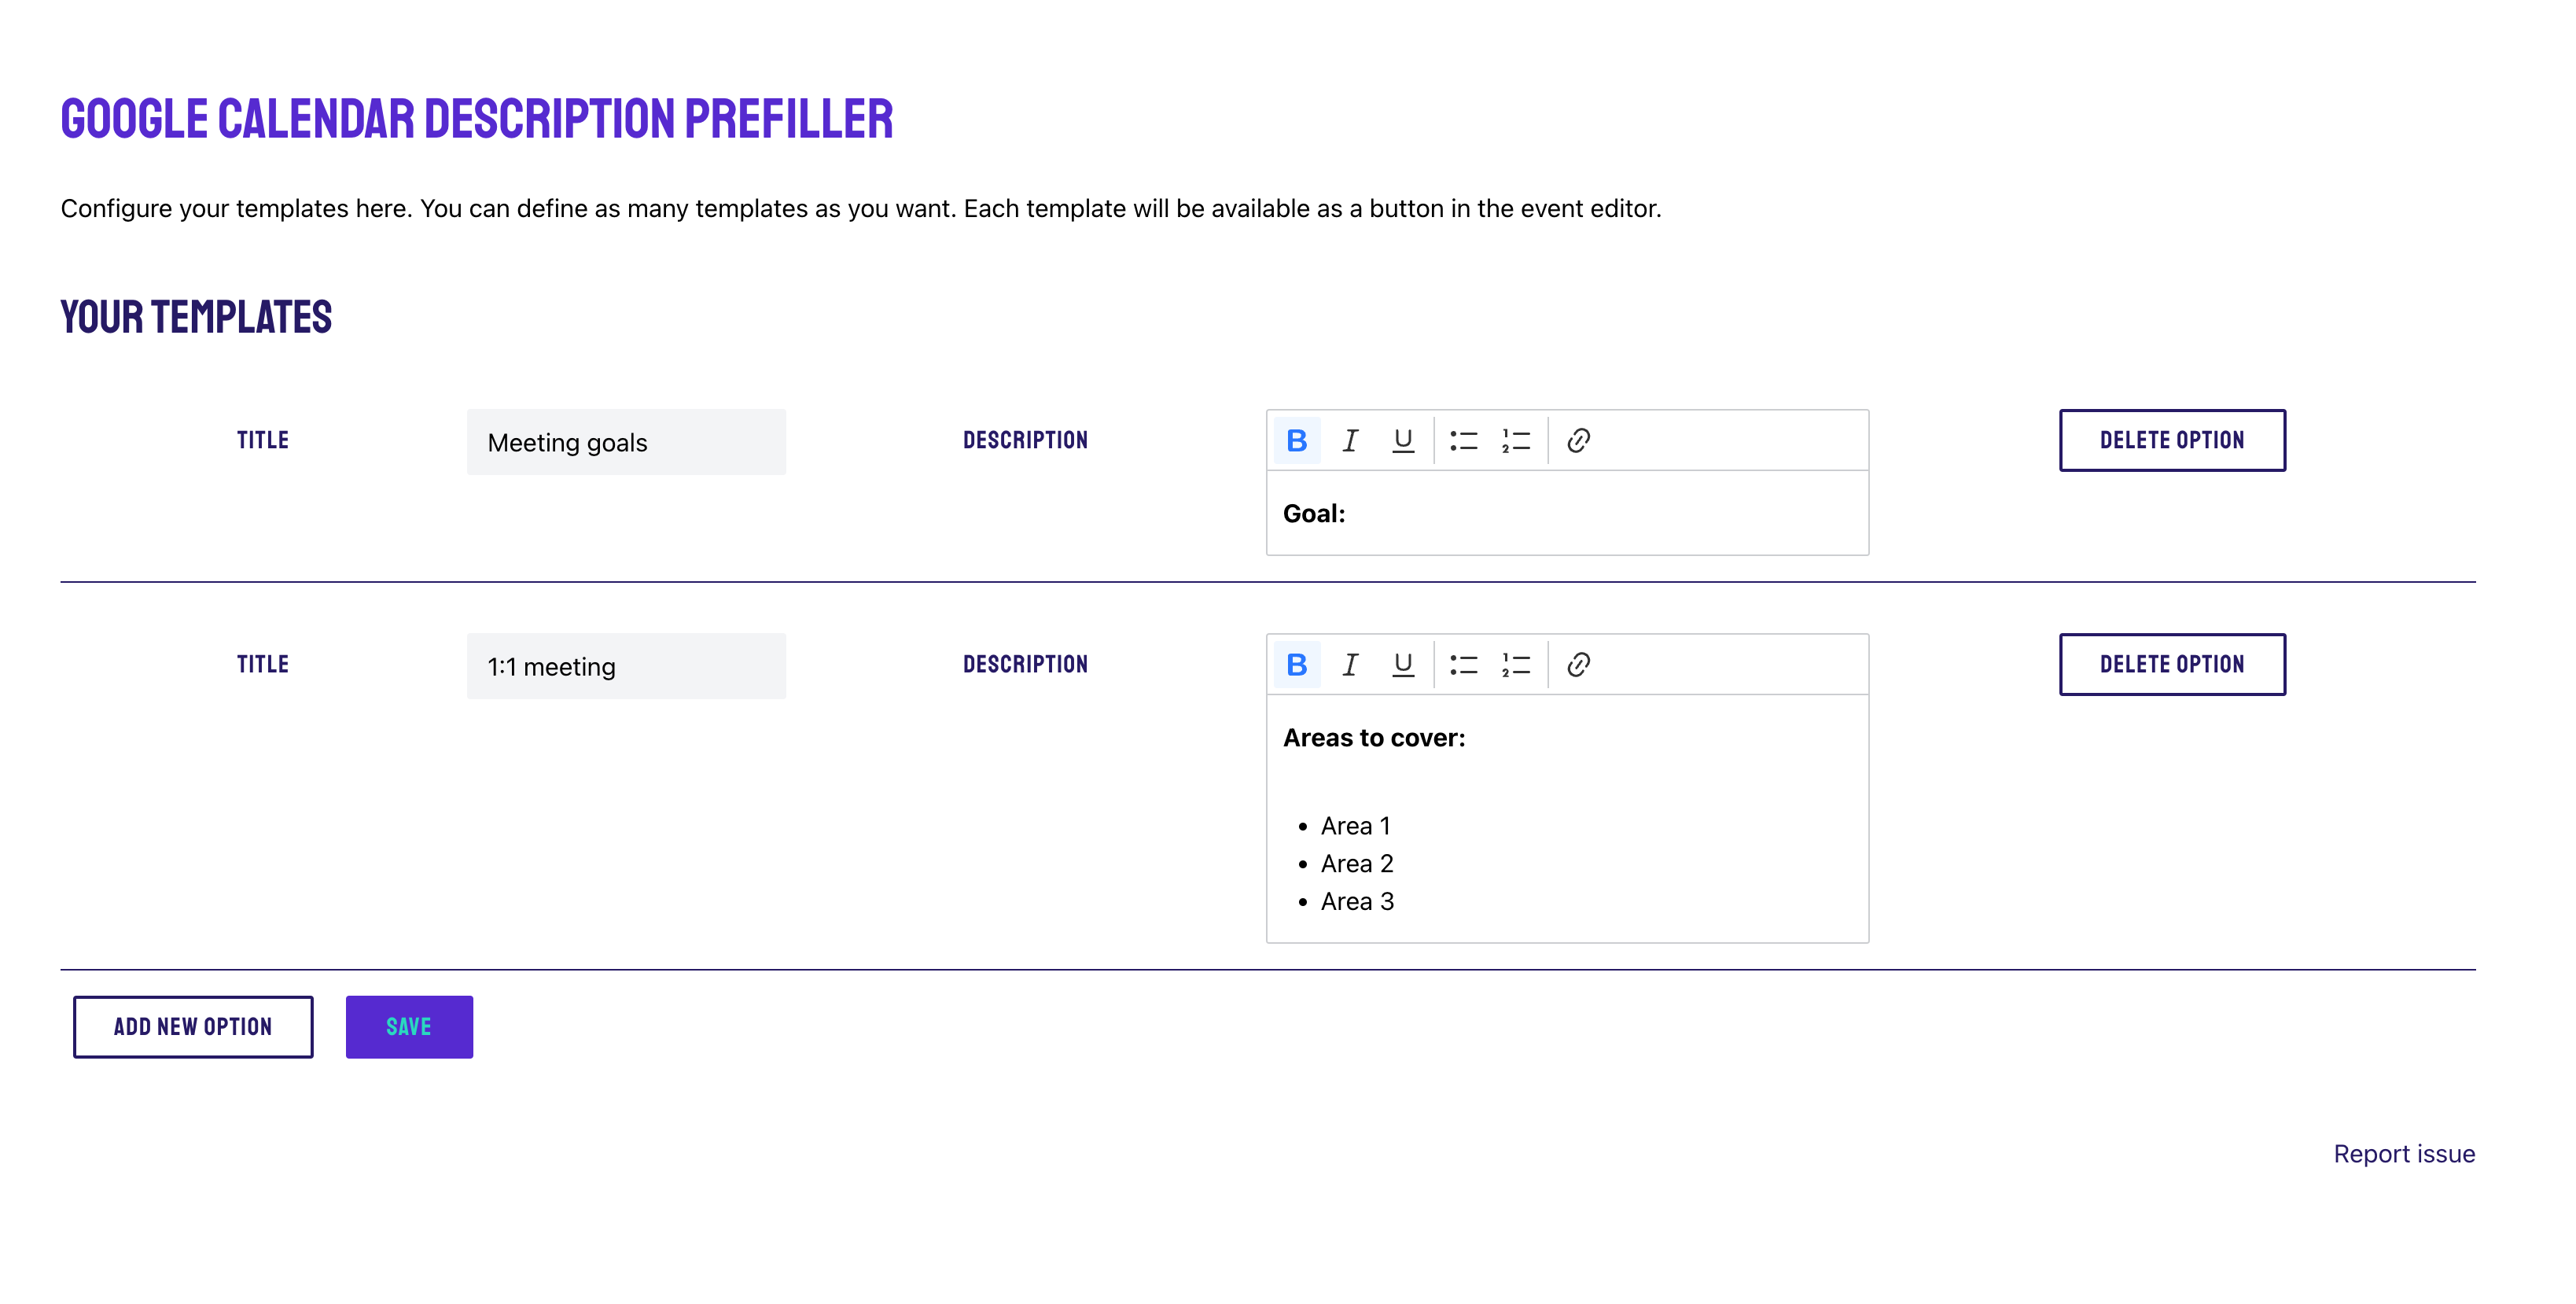 GOOGLE CALENDAR DESCRIPTION PREFILLER
Configure your templates here. You can define as many templates as you want. Each template will be available as a button in the event editor.
YOUR TEMPLATES
TITLE
Meeting goals
DESCRIPTION
B I U
Goal:
DELETE OPTION
TITLE
1:1 meeting
DESCRIPTION
B I U
Areas to cover:
• Area 1
• Area 2
• Area 3
DELETE OPTION
ADD NEW OPTION
SAVE
Report issue